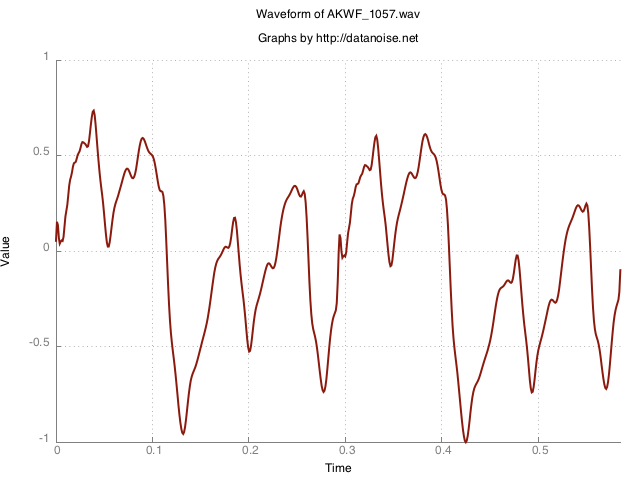 Waveform of AKWF_1057.wav
Graphs by http://datanoise.net
1
0.5
0
-0.5
-1
Value
0 0.1 0.2 0.3 0.4 0.5
Time